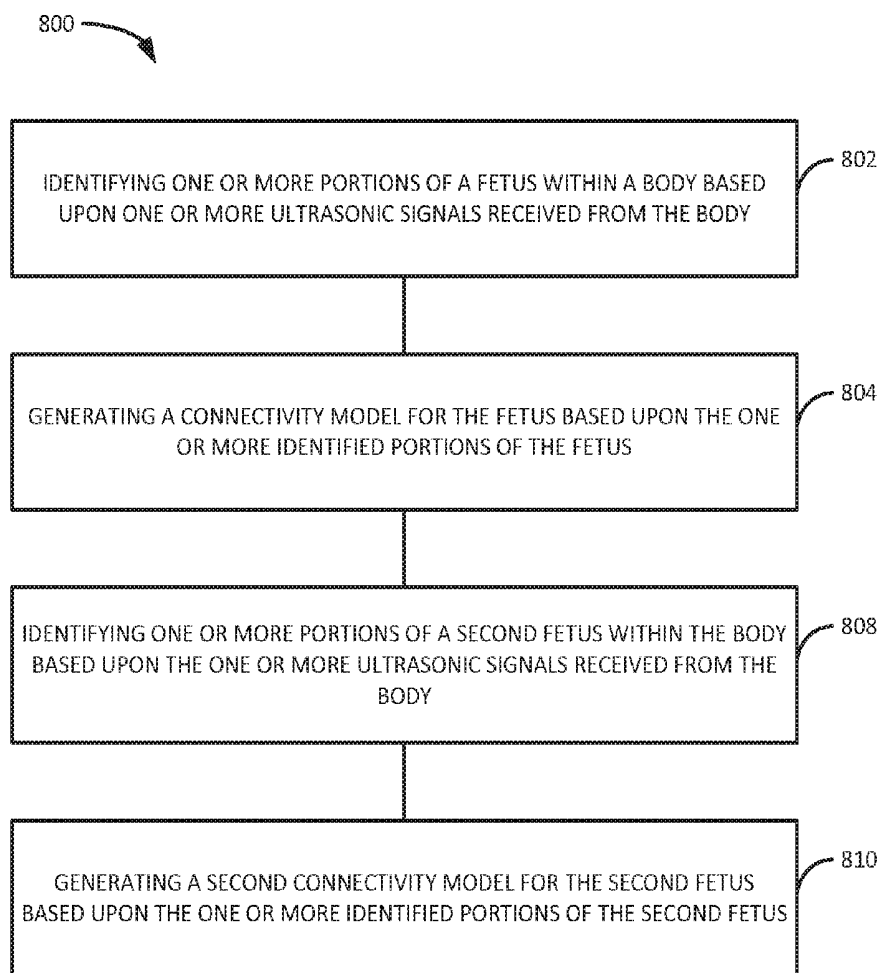 800
IDENTIFYING ONE OR MORE PORTIONS OF A FETUS WITHIN A BODY BASED
UPON ONE OR MORE ULTRASONIC SIGNALS RECEIVED FROM THE BODY
802
GENERATING A CONNECTIVITY MODEL FOR THE FETUS BASED UPON THE ONE
OR MORE IDENTIFIED PORTIONS OF THE FETUS
804
IDENTIFYING ONE OR MORE PORTIONS OF A SECOND FETUS WITHIN THE BODY
BASED UPON THE ONE OR MORE ULTRASONIC SIGNALS RECEIVED FROM THE
BODY
808
GENERATING A SECOND CONNECTIVITY MODEL FOR THE SECOND FETUS
BASED UPON THE ONE OR MORE IDENTIFIED PORTIONS OF THE SECOND FETUS
810